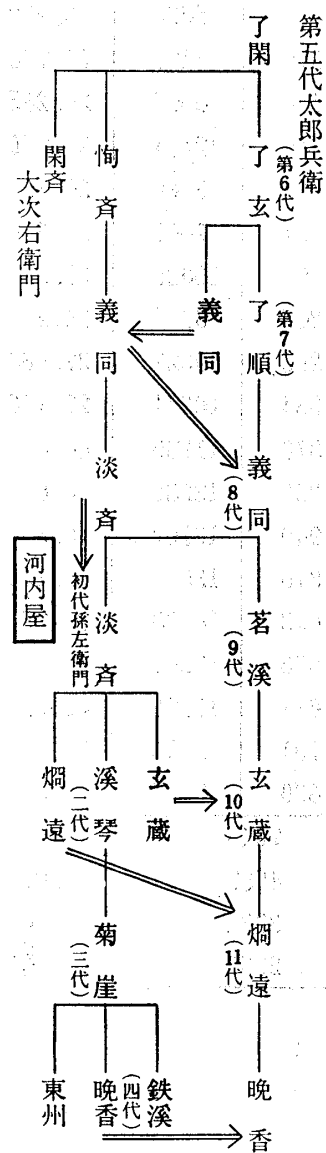 第五代太郎兵衛
了閑
了玄
(第6代)
恂斉
閑斉
大次右衛門
了順
(第7代)
義同
義同
義同
(8代)
淡斉
茗溪
(9代)
淡斉
初代孫左衛門
河内屋
玄蔵
(10代)
玄蔵
溪琴
(二代)
烱遠
烱遠
(11代)
菊崖
(三代)
晩香
鉄溪
晩香
(四代)
東州